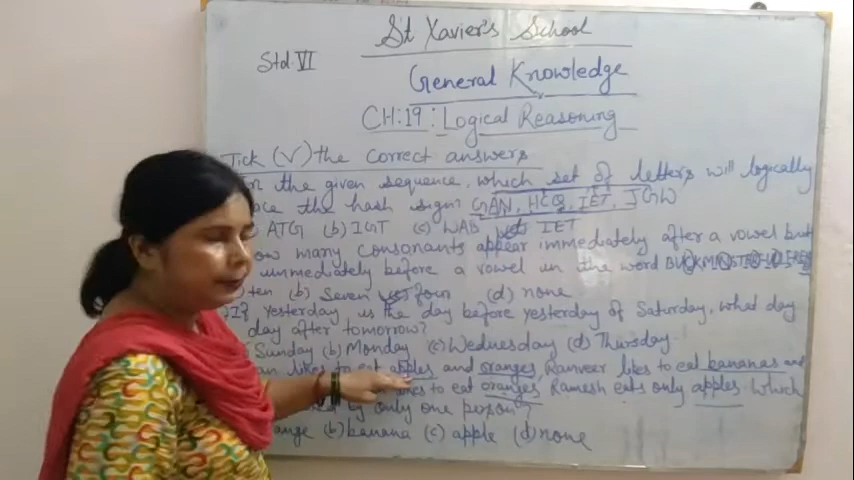 St Xavier's School
Std VI
General Knowledge
CH:19: Logical Reasoning
Tick (√) the correct answers
In the given sequence, which set of letters will logically
the hash sign? GAN, HCQ, IET, JGW
ATG (b) IGT (c) WAB IET
ow many consonants appear immediately after a vowel but
immediately before a vowel in the word
ten (b) Seven four (d) none
If yesterday, is the day before yesterday of Saturday, what day
day after tomorrow?
Sunday (b) Monday (c) Wednesday (d) Thursday
an likes to eat apples and oranges, Ranveer likes to eat bananas and
likes to eat oranges, Ramesh eats only apples. Which
by only one person?
ange (b) banana (c) apple (d) none